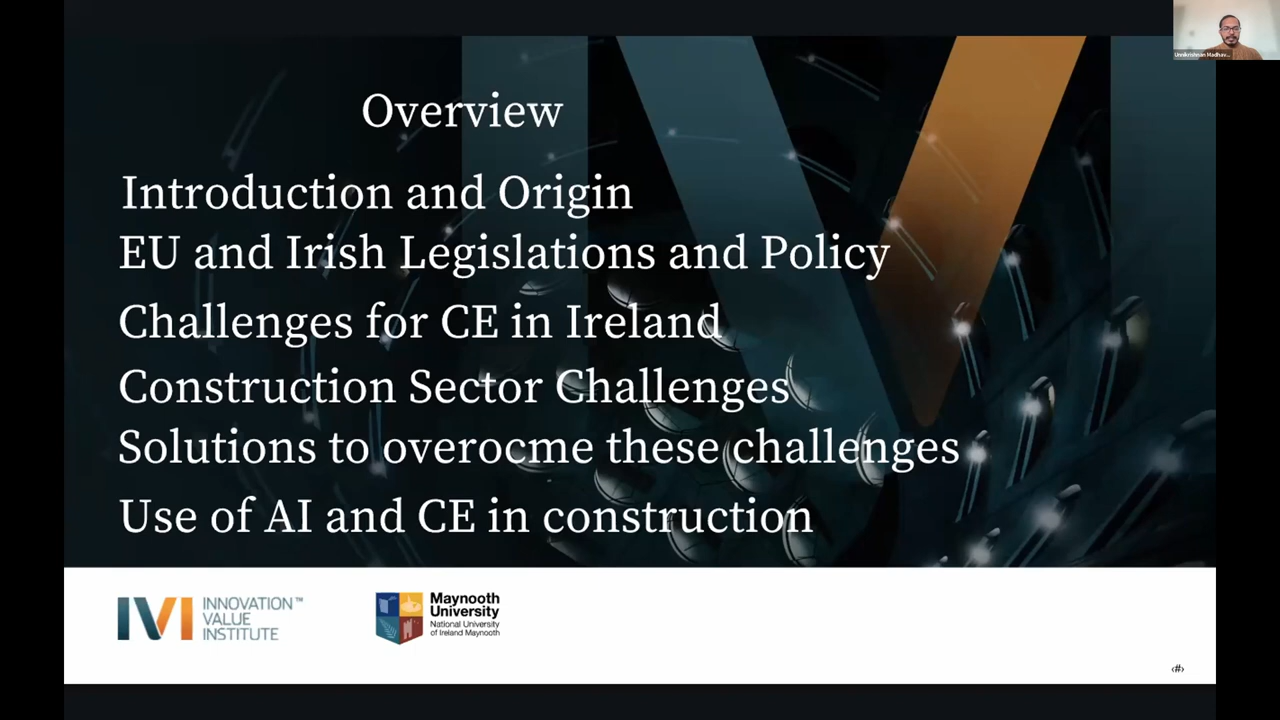 Overview
Introduction and Origin
EU and Irish Legislations and Policy
Challenges for CE in Ireland
Construction Sector Challenges
Solutions to overocme these challenges
Use of AI and CE in construction
IVI INNOVATION™
VALUE
INSTITUTE
Maynooth
University
National University
of Ireland Maynooth
‹#›
Unnikrishnan Madhav...